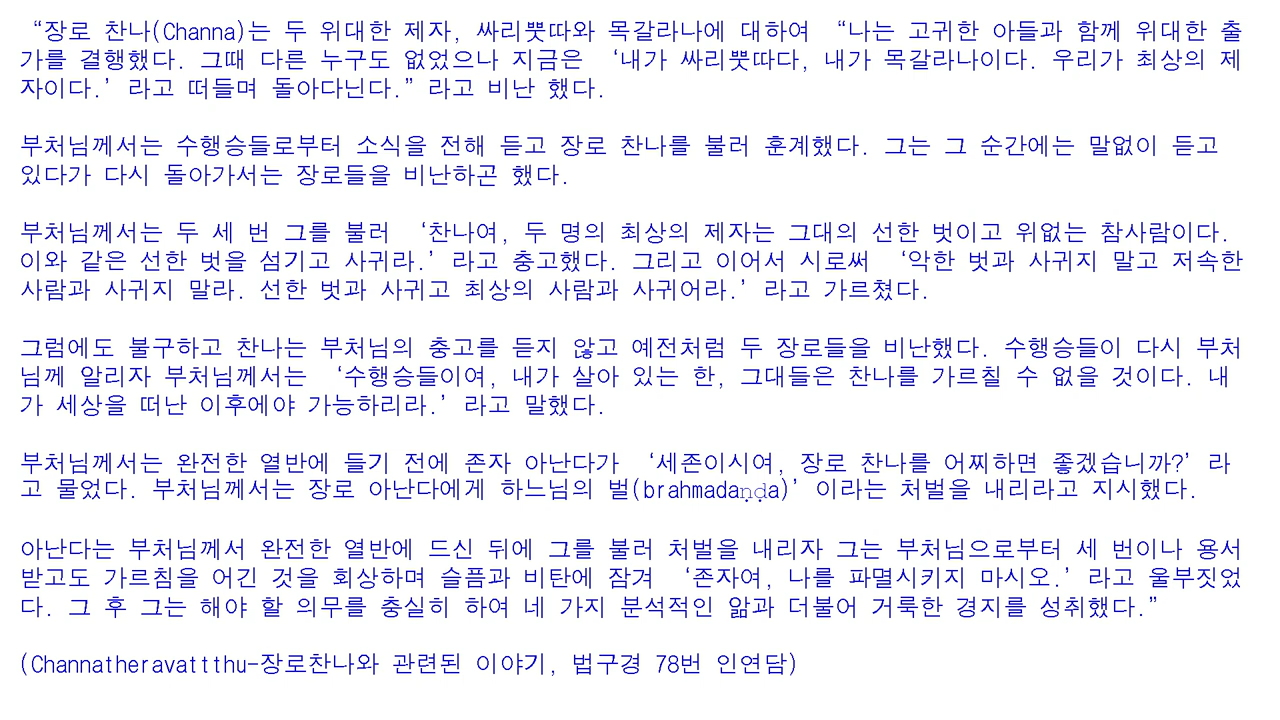 “장로 찬나(Channa)는 두 위대한 제자, 싸리뿟따와 목갈라나에 대하여 “나는 고귀한 아들과 함께 위대한 출
가를 결행했다. 그때 다른 누구도 없었으나 지금은 ‘내가 싸리뿟따다, 내가 목갈라나이다. 우리가 최상의 제
자이다.’ 라고 떠들며 돌아다닌다.” 라고 비난 했다.
부처님께서는 수행승들로부터 소식을 전해 듣고 장로 찬나를 불러 훈계했다. 그는 그 순간에는 말없이 듣고
있다가 다시 돌아가서는 장로들을 비난하곤 했다.
부처님께서는 두 세 번 그를 불러 ‘찬나여, 두 명의 최상의 제자는 그대의 선한 벗이고 위없는 참사람이다.
이와 같은 선한 벗을 섬기고 사귀라.’ 라고 충고했다. 그리고 이어서 시로써 ‘악한 벗과 사귀지 말고 저속한
사람과 사귀지 말라. 선한 벗과 사귀고 최상의 사람과 사귀어라.’ 라고 가르쳤다.
그럼에도 불구하고 찬나는 부처님의 충고를 듣지 않고 예전처럼 두 장로들을 비난했다. 수행승들이 다시 부처
님께 알리자 부처님께서는 ‘수행승들이여, 내가 살아 있는 한, 그대들은 찬나를 가르칠 수 없을 것이다. 내
가 세상을 떠난 이후에야 가능하리라.’ 라고 말했다.
부처님께서는 완전한 열반에 들기 전에 존자 아난다가 ‘세존이시여, 장로 찬나를 어찌하면 좋겠습니까?’ 라
고 물었다. 부처님께서는 장로 아난다에게 하느님의 벌(brahmadaṇḍa)’ 이라는 처벌을 내리라고 지시했다.
아난다는 부처님께서 완전한 열반에 드신 뒤에 그를 불러 처벌을 내리자 그는 부처님으로부터 세 번이나 용서
받고도 가르침을 어긴 것을 회상하며 슬픔과 비탄에 잠겨 ‘존자여, 나를 파멸시키지 마시오.’ 라고 울부짖었
다. 그 후 그는 해야 할 의무를 충실히 하여 네 가지 분석적인 앎과 더불어 거룩한 경지를 성취했다.”
(Channatheravattthu-장로찬나와 관련된 이야기, 법구경 78번 인연담)